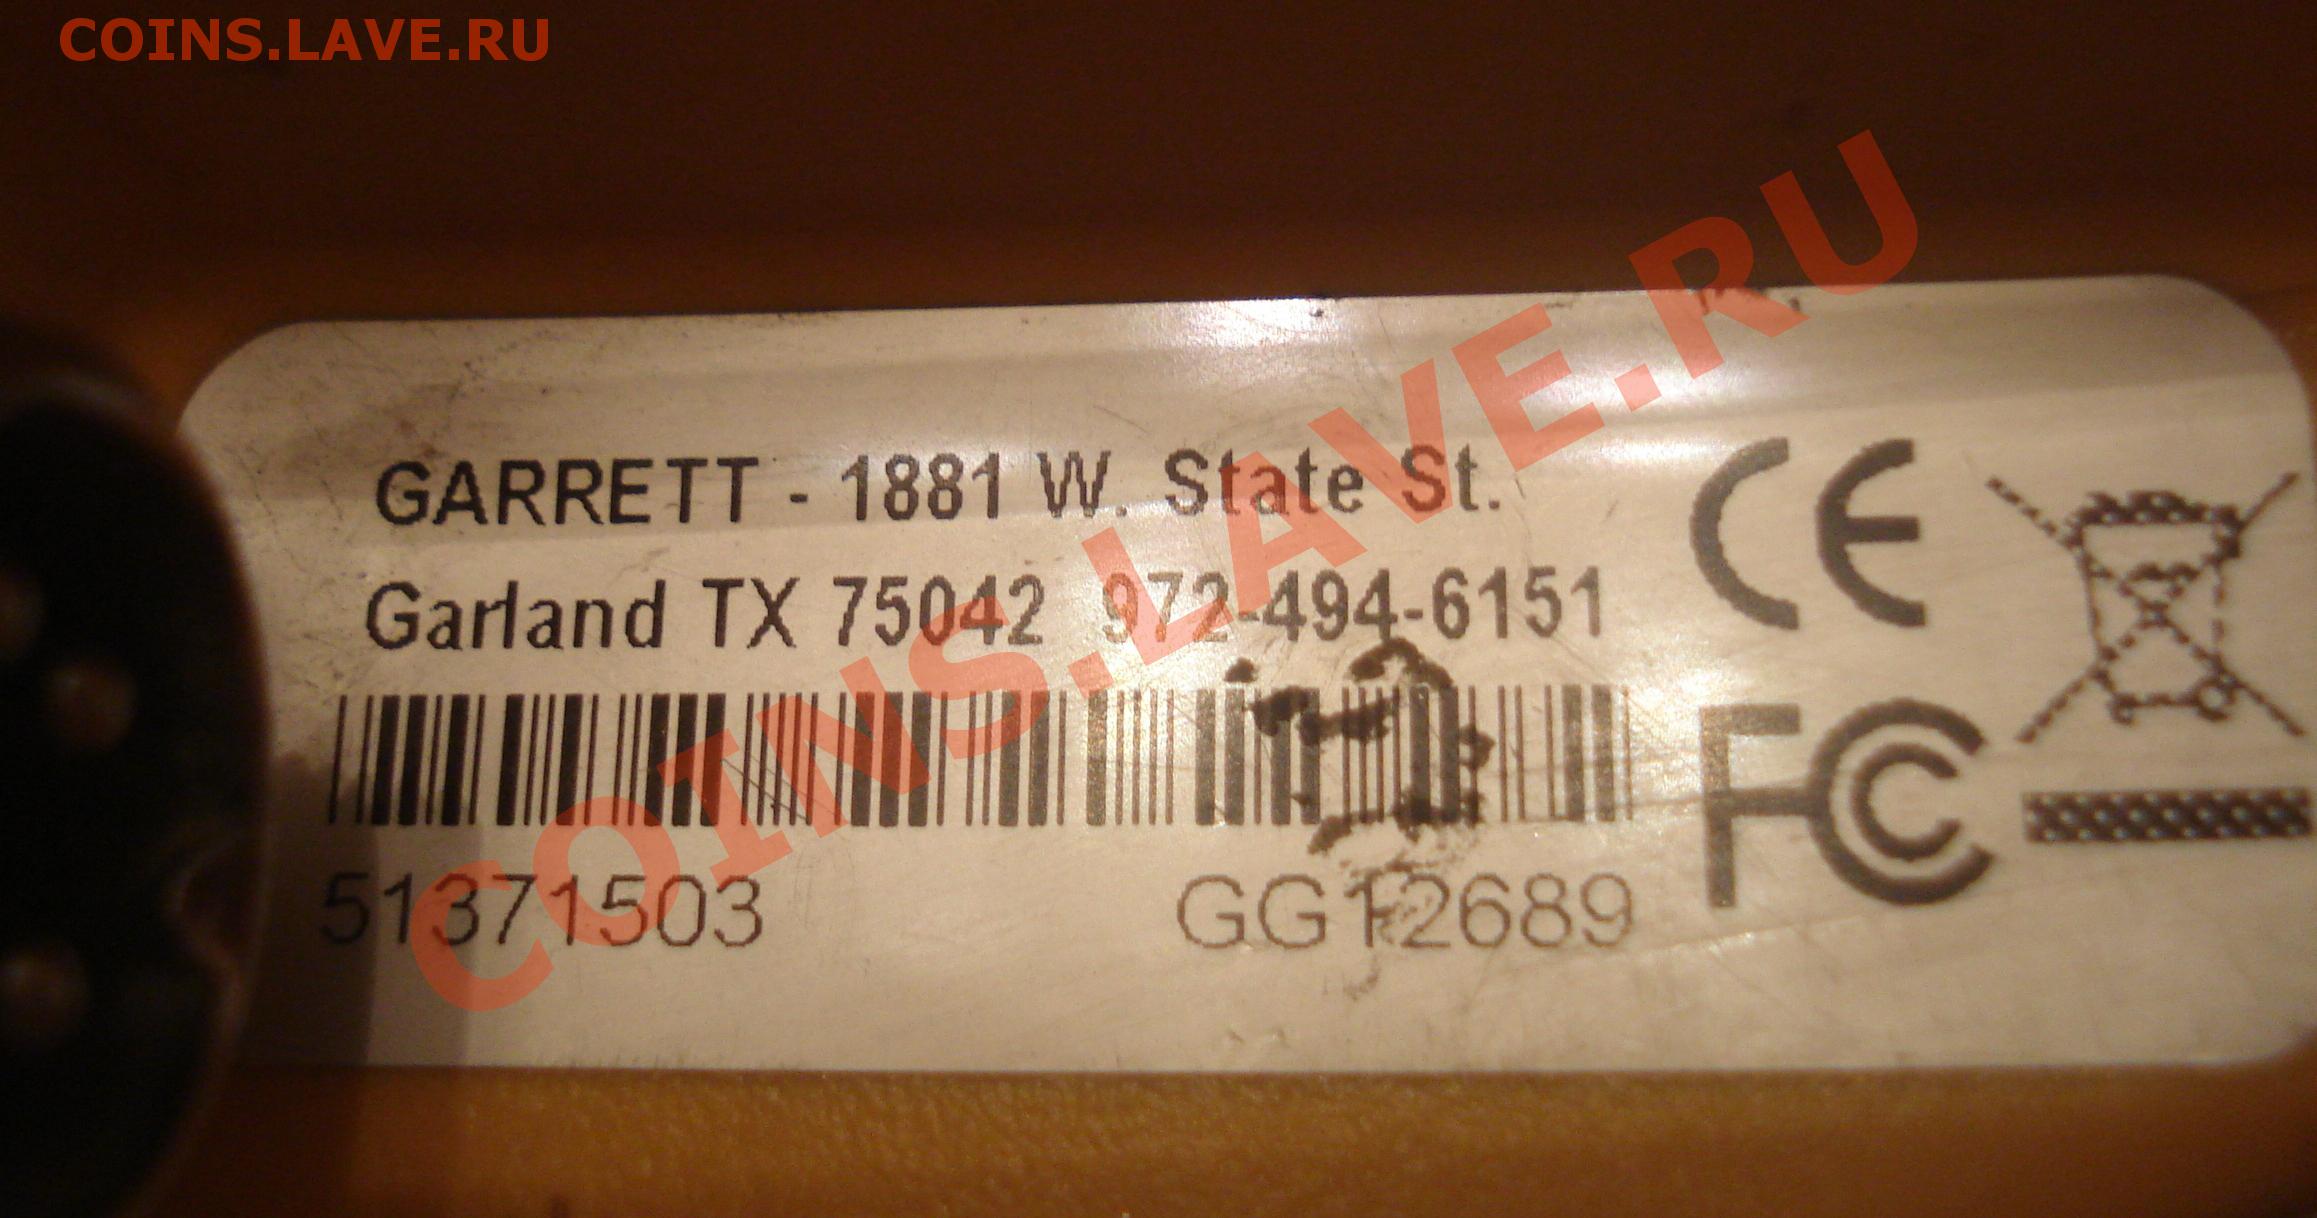 COINS.LAVE.RU
GARRETT - 1881 W. State St.
Garland TX 75042 972-494-6151
51371503 GG12689
CE
FC
COINS.LAVE.RU